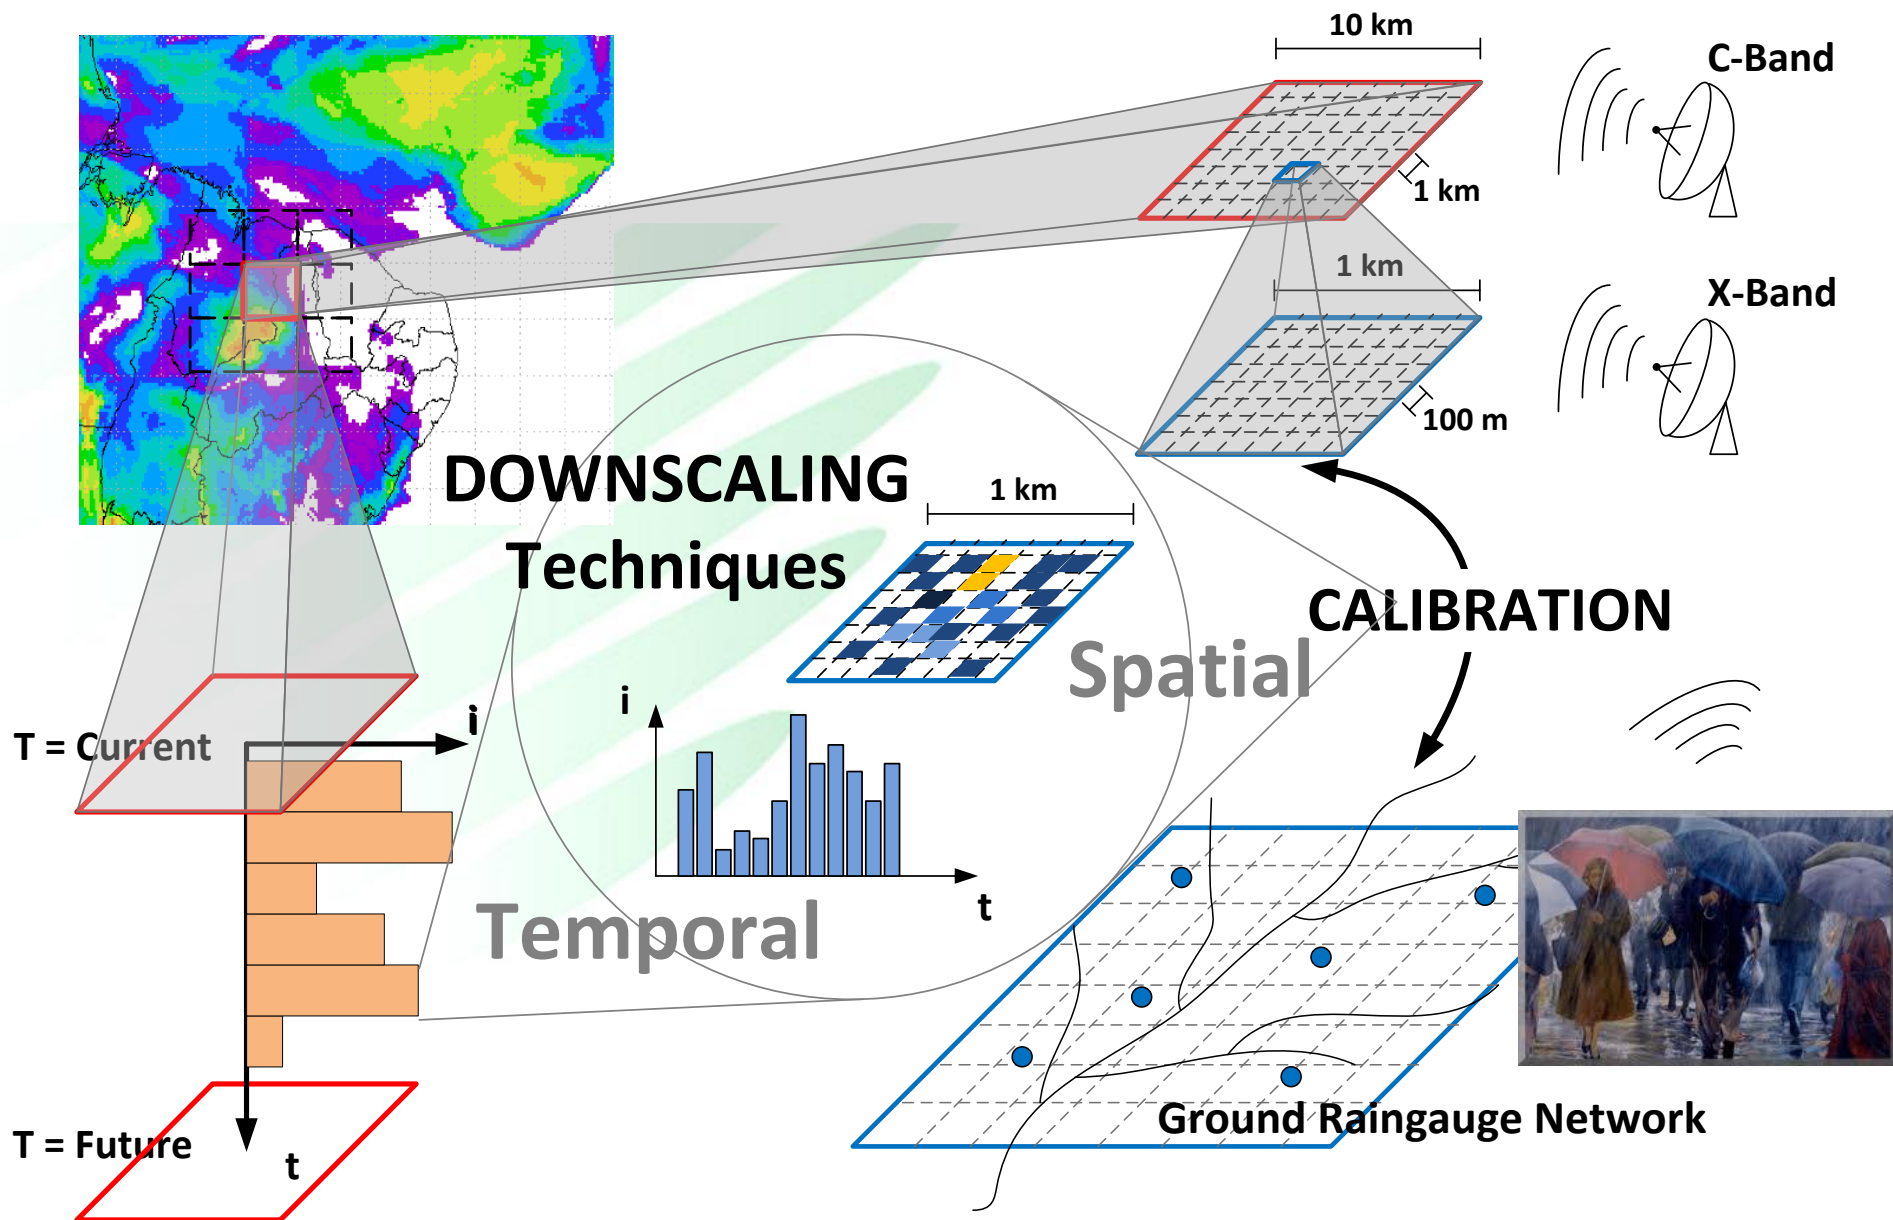 10 km
C-Band
1 km
1 km
X-Band
100 m
DOWNSCALING
Techniques
1 km
CALIBRATION
Spatial
i
i
T = Current
t
Temporal
Ground Raingauge Network
T = Future
t